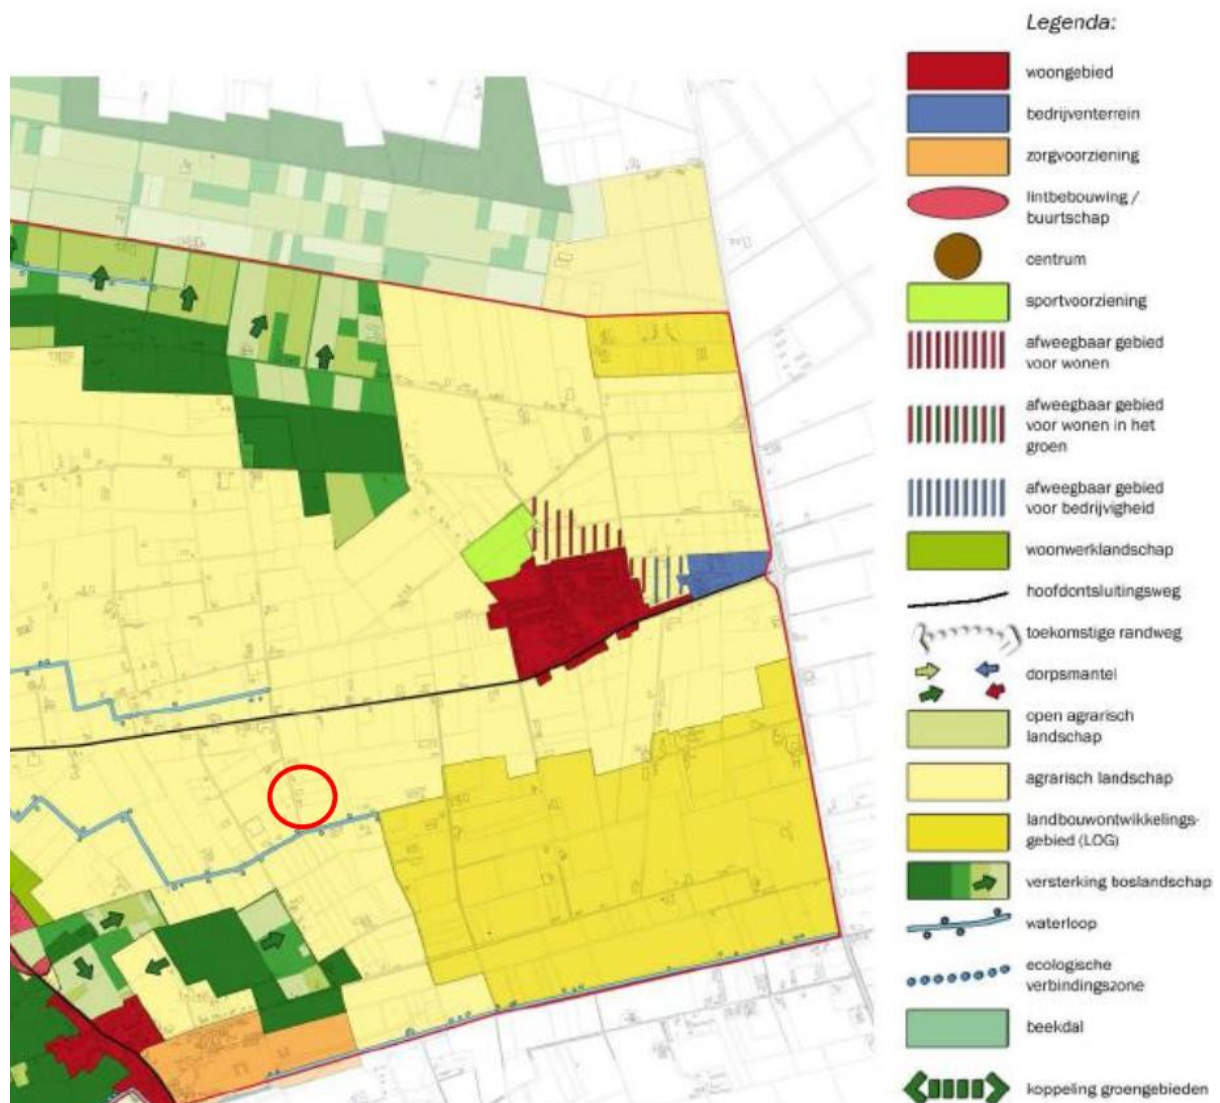 Legenda:
woongebied
bedrijventerrein
zorgvoorziening
lintbebouwing /
buurtschap
centrum
sportvoorziening
afweegbaar gebied
voor wonen
afweegbaar gebied
voor wonen in het
groen
afweegbaar gebied
voor bedrijvigheid
woonwerklandschap
hoofdontsluitingsweg
toekomstige randweg
dorpsmantel
open agrarisch
landschap
agrarisch landschap
landbouwontwikkelings-
gebied (LOG)
versterking boslandschap
waterloop
ecologische
verbindingszone
beekdal
koppeling groengebieden